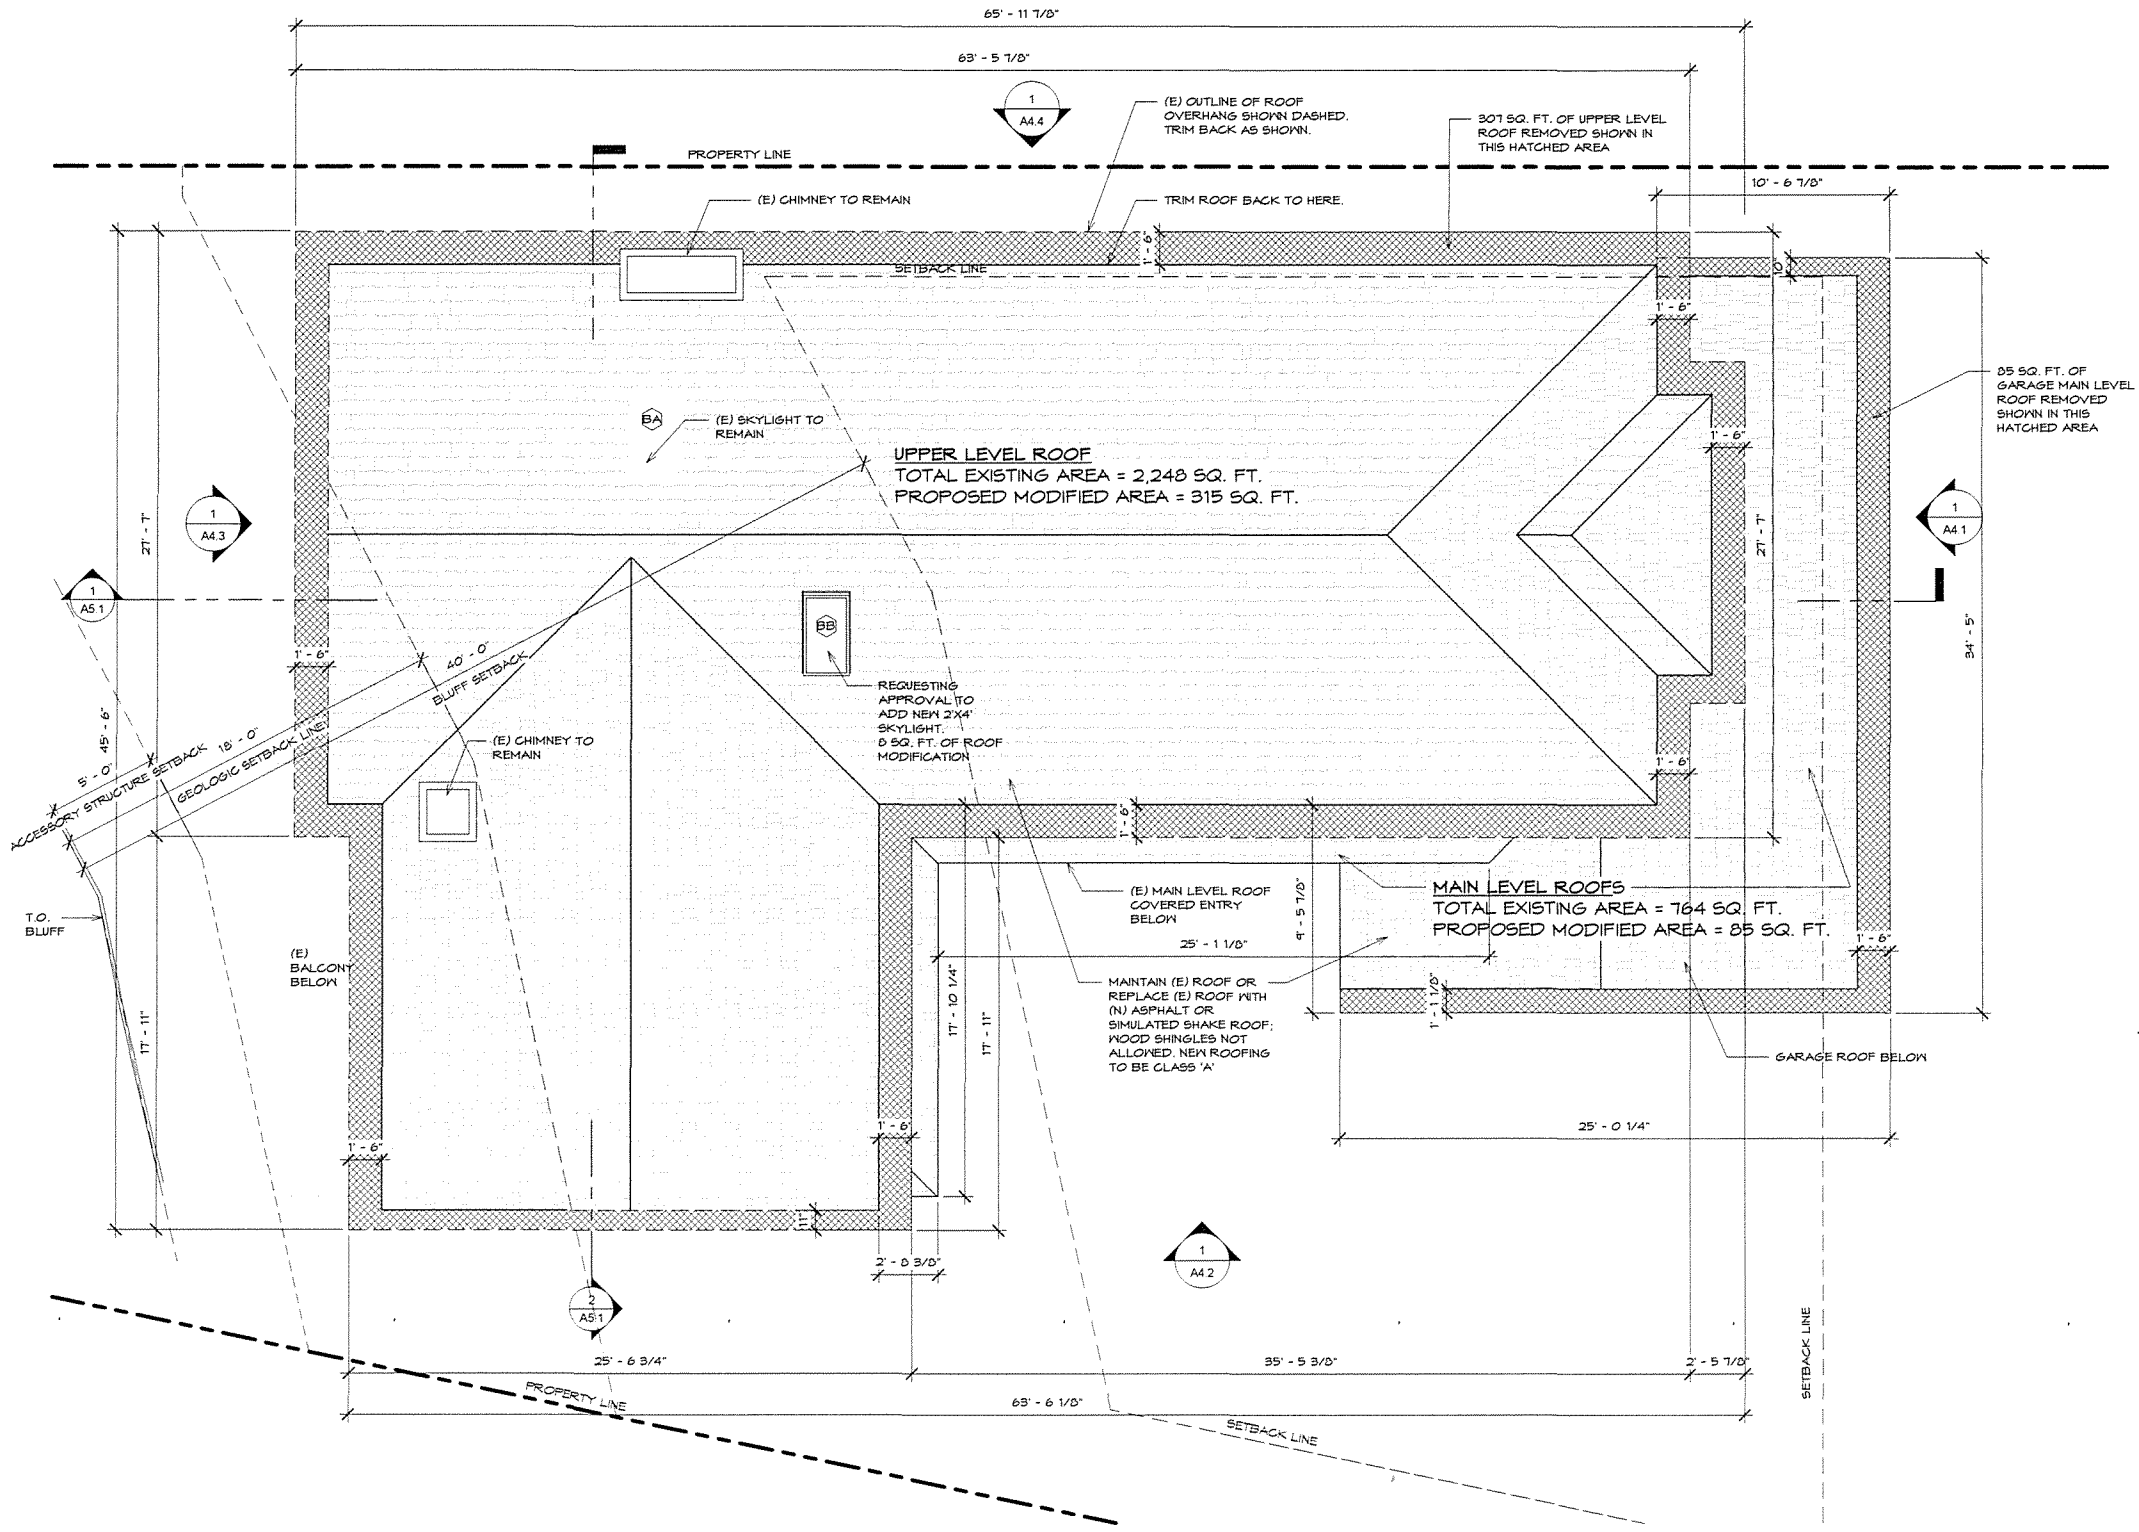 65' - 11 7/8"
63' - 5 7/8"
1
A4.4
(E) OUTLINE OF ROOF
OVERHANG SHOWN DASHED.
TRIM BACK AS SHOWN.
307 SQ. FT. OF UPPER LEVEL
ROOF REMOVED SHOWN IN
THIS HATCHED AREA
PROPERTY LINE
10' - 6 7/8"
(E) CHIMNEY TO REMAIN
TRIM ROOF BACK TO HERE.
1' - 6"
SETBACK LINE
10"
1' - 6"
85 SQ. FT. OF
GARAGE MAIN LEVEL
ROOF REMOVED
SHOWN IN THIS
HATCHED AREA
BA
(E) SKYLIGHT TO
REMAIN
1' - 6"
UPPER LEVEL ROOF
TOTAL EXISTING AREA = 2,248 SQ. FT.
PROPOSED MODIFIED AREA = 315 SQ. FT.
1
A4.3
1
A4.1
27' - 7"
27' - 7"
1
A5.1
34' - 5"
BB
1' - 6"
40' - 0"
BLUFF SETBACK
REQUESTING
APPROVAL TO
ADD NEW 2'X4'
SKYLIGHT.
8 SQ. FT. OF ROOF
MODIFICATION
45' - 6"
18' - 0"
GEOLOGIC SETBACK LINE
5' - 0"
ACCESSORY STRUCTURE SETBACK
(E) CHIMNEY TO
REMAIN
1' - 6"
1' - 6"
MAIN LEVEL ROOFS
TOTAL EXISTING AREA = 764 SQ. FT.
PROPOSED MODIFIED AREA = 85 SQ. FT.
(E) MAIN LEVEL ROOF
COVERED ENTRY
BELOW
9' - 5 7/8"
T.O.
BLUFF
(E)
BALCONY
BELOW
25' - 1 1/8"
1' - 6"
17' - 11"
17' - 10 1/4"
17' - 11"
MAINTAIN (E) ROOF OR
REPLACE (E) ROOF WITH
(N) ASPHALT OR
SIMULATED SHAKE ROOF;
WOOD SHINGLES NOT
ALLOWED. NEW ROOFING
TO BE CLASS 'A'
1' - 1 1/8"
GARAGE ROOF BELOW
25' - 0 1/4"
1' - 6"
1' - 6"
11"
2' - 8 3/8"
1
A4.2
2
A5.1
SETBACK LINE
25' - 6 3/4"
35' - 5 3/8"
2' - 5 7/8"
PROPERTY LINE
63' - 6 1/8"
SETBACK LINE